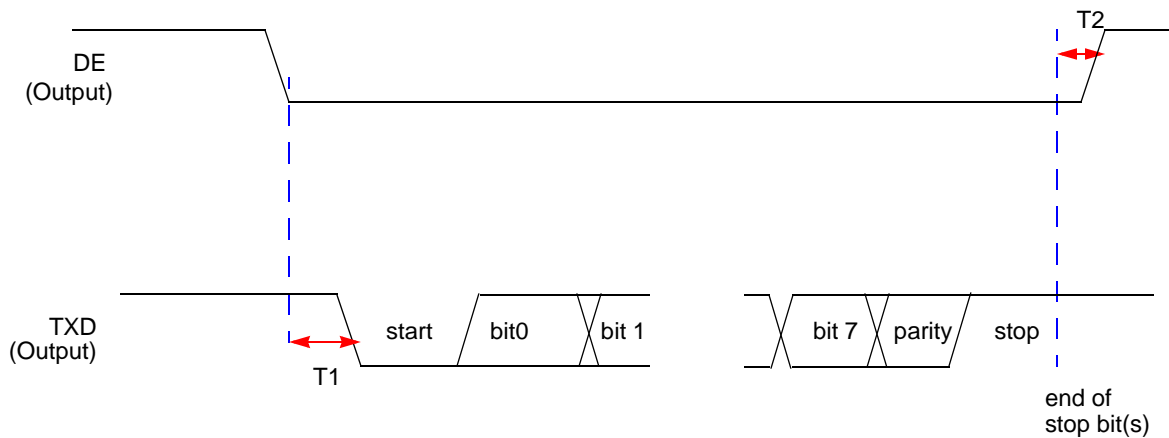 T2
DE
(Output)
TXD
(Output)
start
bit0
bit 1
bit 7
parity
stop
T1
end of
stop bit(s)